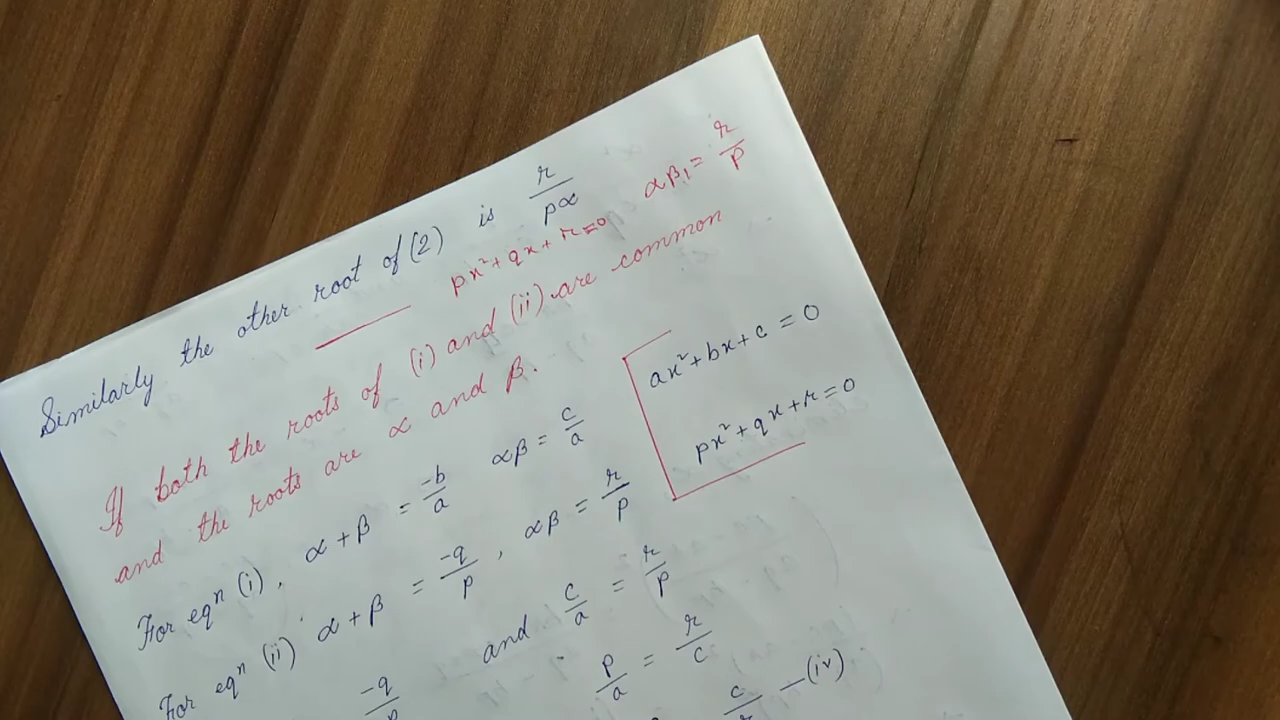 Similarly the other root of (2) is r/pα
px²+qx+r=0 αβ₁ = r/p
If both the roots of (i) and (ii) are common
and the roots are α and β.
ax²+bx+c = 0
px²+qx+r=0
For eqⁿ (i), α+β = -b/a αβ = c/a
For eqⁿ (ii) α+β = -q/p , αβ = r/p
-q/p and c/a = r/p
p/a = r/c
c/r —(iv)